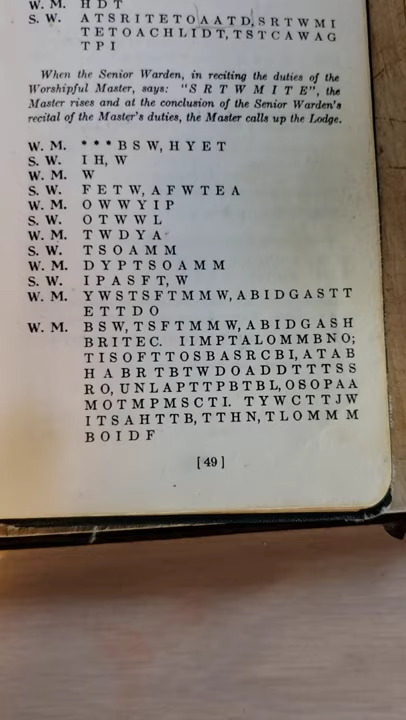 W. M. H D T
S. W. A T S R I T E T O A A T D, S R T W M I
T E T O A C H L I D T, T S T C A W A G
T P I
When the Senior Warden, in reciting the duties of the
Worshipful Master, says: "S R T W M I T E", the
Master rises and at the conclusion of the Senior Warden's
recital of the Master's duties, the Master calls up the Lodge.
W. M. * * * B S W, H Y E T
S. W. I H, W
W. M. W
S. W. F E T W, A F W T E A
W. M. O W W Y I P
S. W. O T W W L
W. M. T W D Y A
S. W. T S O A M M
W. M. D Y P T S O A M M
S. W. I P A S F T, W
W. M. Y W S T S F T M M W, A B I D G A S T T
E T T D O
W. M. B S W, T S F T M M W, A B I D G A S H
B R I T E C. I I M P T A L O M M B N O;
T I S O F T T O S B A S R C B I, A T A B
H A B R T B T W D O A D D T T T S S
R O, U N L A P T T P B T B L, O S O P A A
M O T M P M S C T I. T Y W C T T J W
I T S A H T T B, T T H N, T L O M M M
B O I D F
[49]